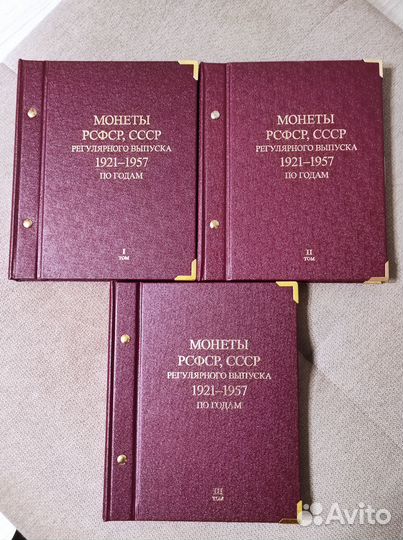 МОНЕТЫ
РСФСР, СССР
РЕГУЛЯРНОГО ВЫПУСКА
1921–1957
ПО ГОДАМ
I
ТОМ
МОНЕТЫ
РСФСР, СССР
РЕГУЛЯРНОГО ВЫПУСКА
1921–1957
ПО ГОДАМ
II
ТОМ
МОНЕТЫ
РСФСР, СССР
РЕГУЛЯРНОГО ВЫПУСКА
1921–1957
ПО ГОДАМ
III
ТОМ
Avito